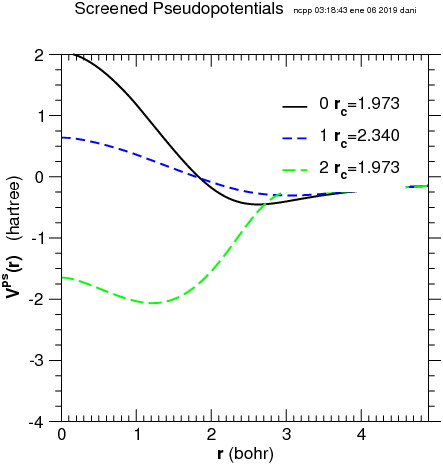 Screened Pseudopotentials ncpp 03:18:43 ene 06 2019 dani
2
1
0
-1
-2
-3
-4
V^ps(r) (hartree)
0 r_c=1.973
1 r_c=2.340
2 r_c=1.973
0 1 2 3 4
r (bohr)